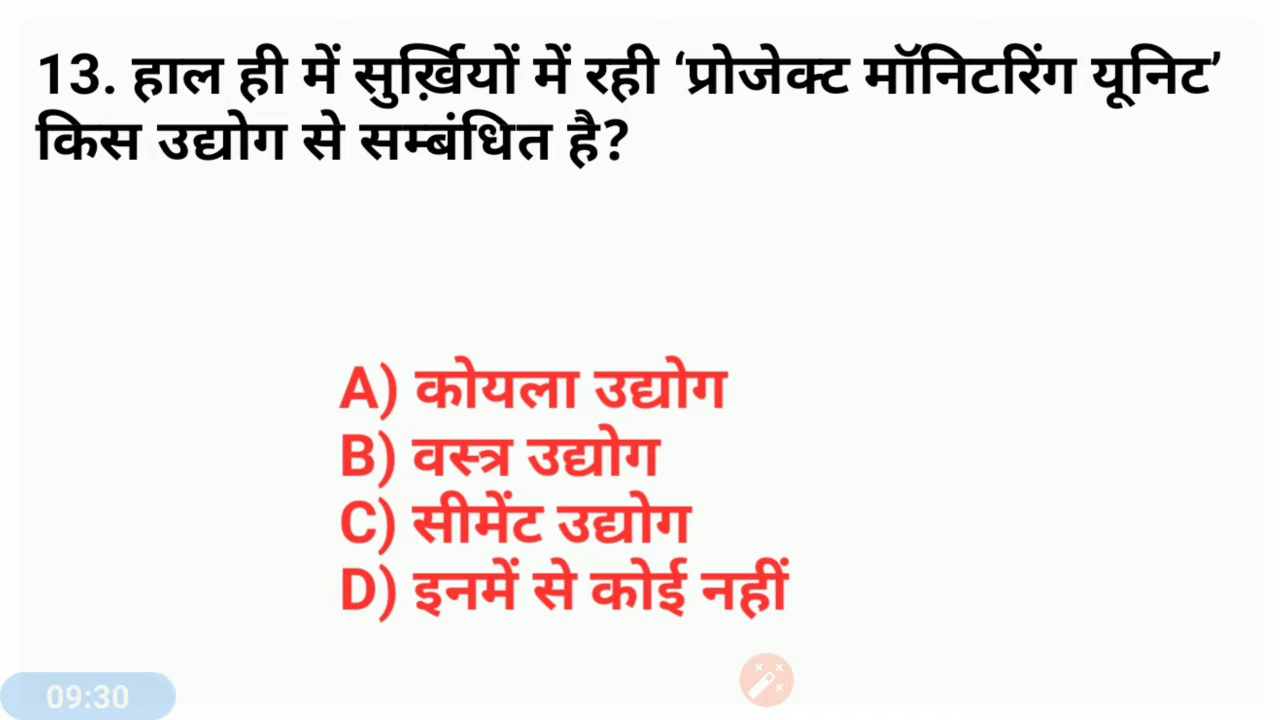 13. हाल ही में सुर्ख़ियों में रही ‘प्रोजेक्ट मॉनिटरिंग यूनिट’
किस उद्योग से सम्बंधित है?
A) कोयला उद्योग
B) वस्त्र उद्योग
C) सीमेंट उद्योग
D) इनमें से कोई नहीं
09:30